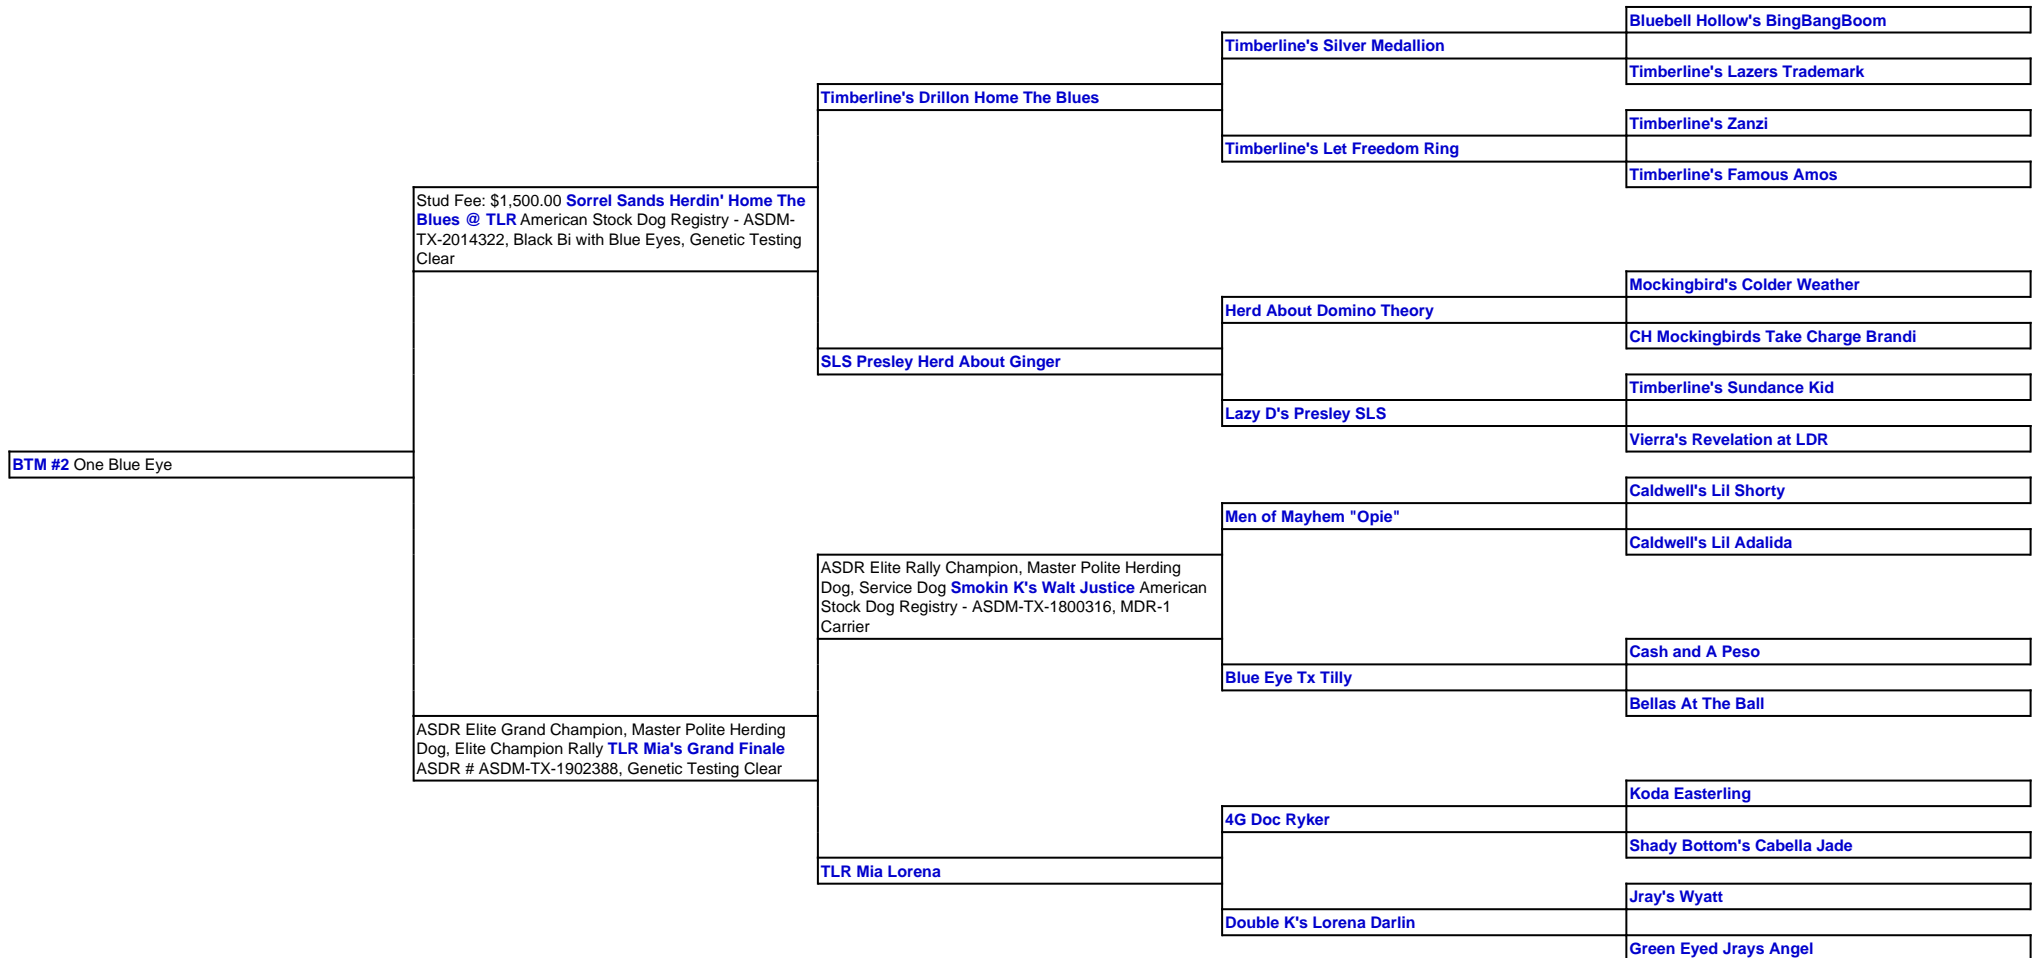 Bluebell Hollow's BingBangBoom
Timberline's Silver Medallion
Timberline's Lazers Trademark
Timberline's Drillon Home The Blues
Timberline's Zanzi
Timberline's Let Freedom Ring
Timberline's Famous Amos
Stud Fee: $1,500.00 Sorrel Sands Herdin' Home The
Blues @ TLR American Stock Dog Registry - ASDM-
TX-2014322, Black Bi with Blue Eyes, Genetic Testing
Clear
Mockingbird's Colder Weather
Herd About Domino Theory
CH Mockingbirds Take Charge Brandi
SLS Presley Herd About Ginger
Timberline's Sundance Kid
Lazy D's Presley SLS
Vierra's Revelation at LDR
BTM #2 One Blue Eye
Caldwell's Lil Shorty
Men of Mayhem "Opie"
Caldwell's Lil Adalida
ASDR Elite Rally Champion, Master Polite Herding
Dog, Service Dog Smokin K's Walt Justice American
Stock Dog Registry - ASDM-TX-1800316, MDR-1
Carrier
Cash and A Peso
Blue Eye Tx Tilly
Bellas At The Ball
ASDR Elite Grand Champion, Master Polite Herding
Dog, Elite Champion Rally TLR Mia's Grand Finale
ASDR # ASDM-TX-1902388, Genetic Testing Clear
Koda Easterling
4G Doc Ryker
Shady Bottom's Cabella Jade
TLR Mia Lorena
Jray's Wyatt
Double K's Lorena Darlin
Green Eyed Jrays Angel